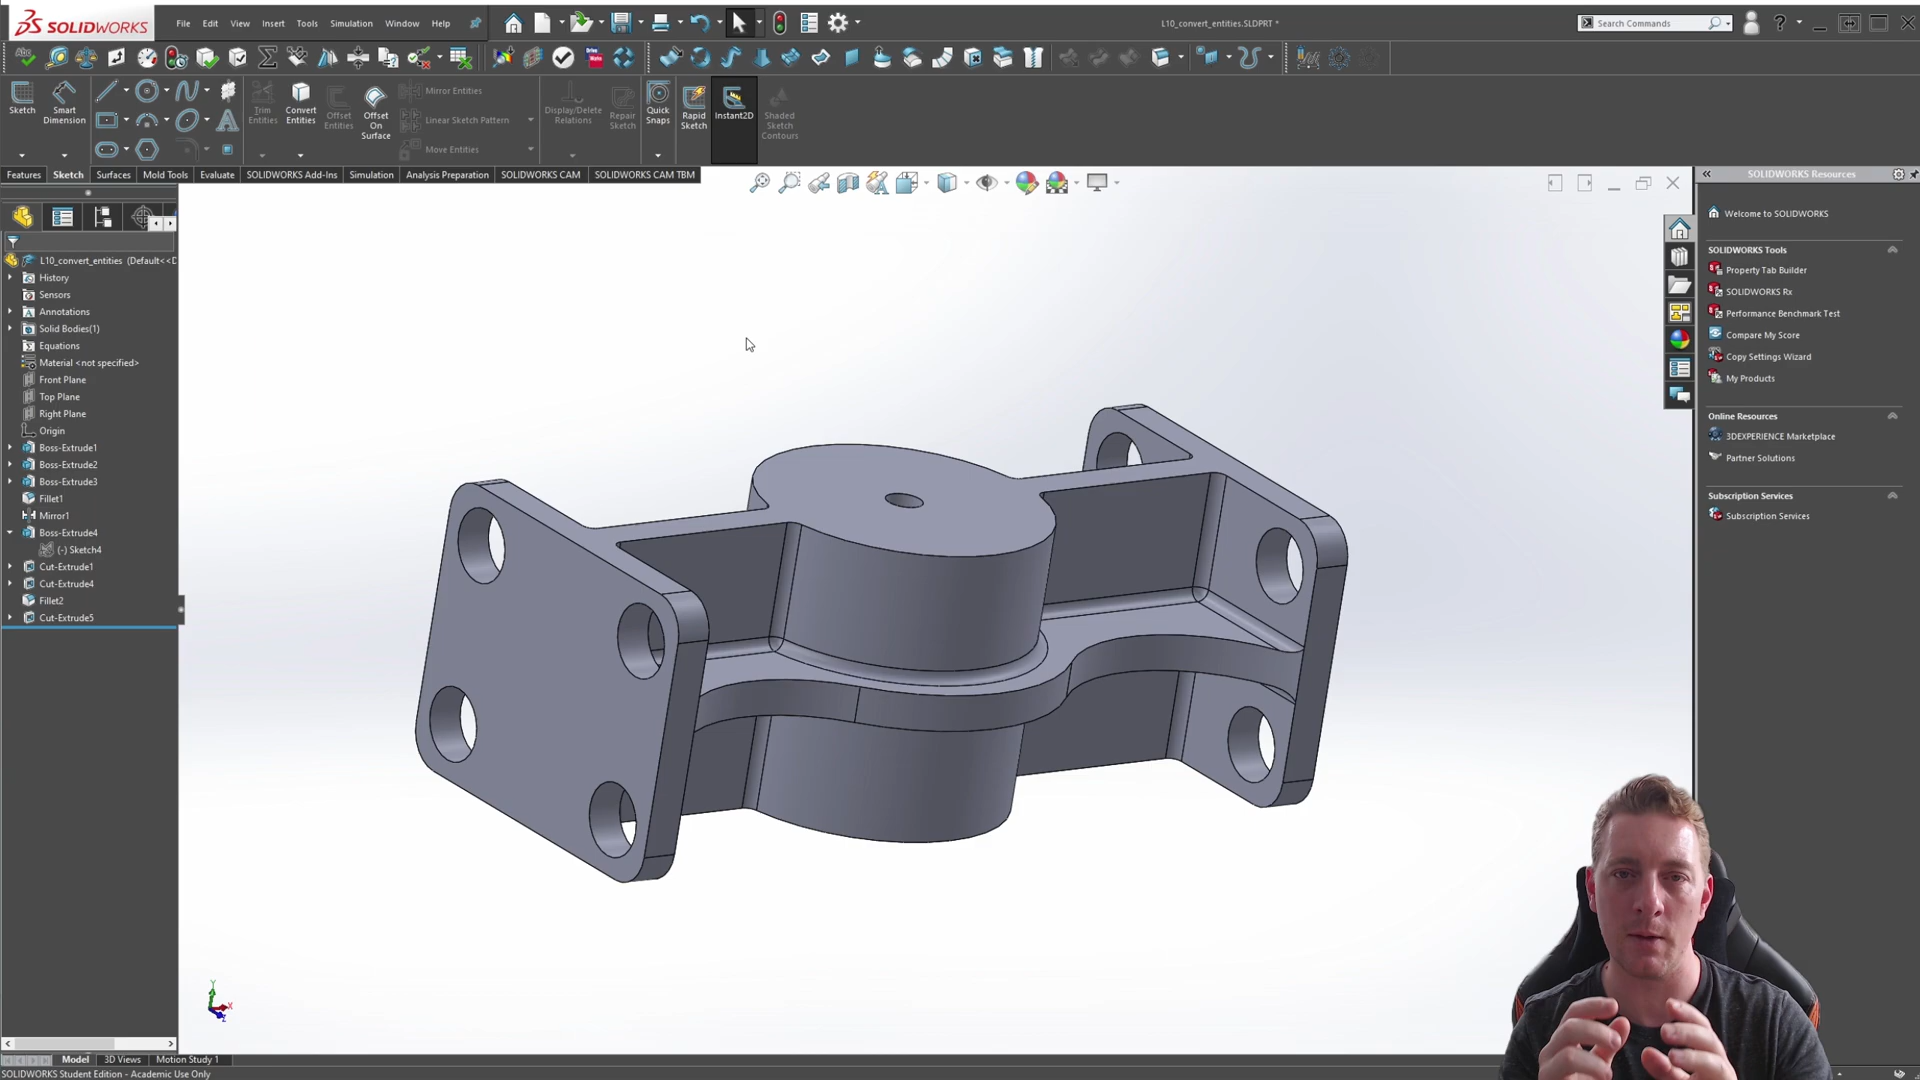 SOLIDWORKS
File Edit View Insert Tools Simulation Window Help
L10_convert_entities.SLDPRT *
Search Commands
Sketch
Smart Dimension
Trim Entities
Convert Entities
Offset Entities
Offset On Surface
Mirror Entities
Linear Sketch Pattern
Move Entities
Display/Delete Relations
Repair Sketch
Quick Snaps
Rapid Sketch
Instant2D
Shaded Sketch Contours
Features Sketch Surfaces Mold Tools Evaluate SOLIDWORKS Add-Ins Simulation Analysis Preparation SOLIDWORKS CAM SOLIDWORKS CAM TBM
L10_convert_entities (Default<<D
History
Sensors
Annotations
Solid Bodies(1)
Equations
Material <not specified>
Front Plane
Top Plane
Right Plane
Origin
Boss-Extrude1
Boss-Extrude2
Boss-Extrude3
Fillet1
Mirror1
Boss-Extrude4
(-) Sketch4
Cut-Extrude1
Cut-Extrude4
Fillet2
Cut-Extrude5
SOLIDWORKS Resources
Welcome to SOLIDWORKS
SOLIDWORKS Tools
Property Tab Builder
SOLIDWORKS Rx
Performance Benchmark Test
Compare My Score
Copy Settings Wizard
My Products
Online Resources
3DEXPERIENCE Marketplace
Partner Solutions
Subscription Services
Subscription Services
Y
X
Z
Model 3D Views Motion Study 1
SOLIDWORKS Student Edition - Academic Use Only